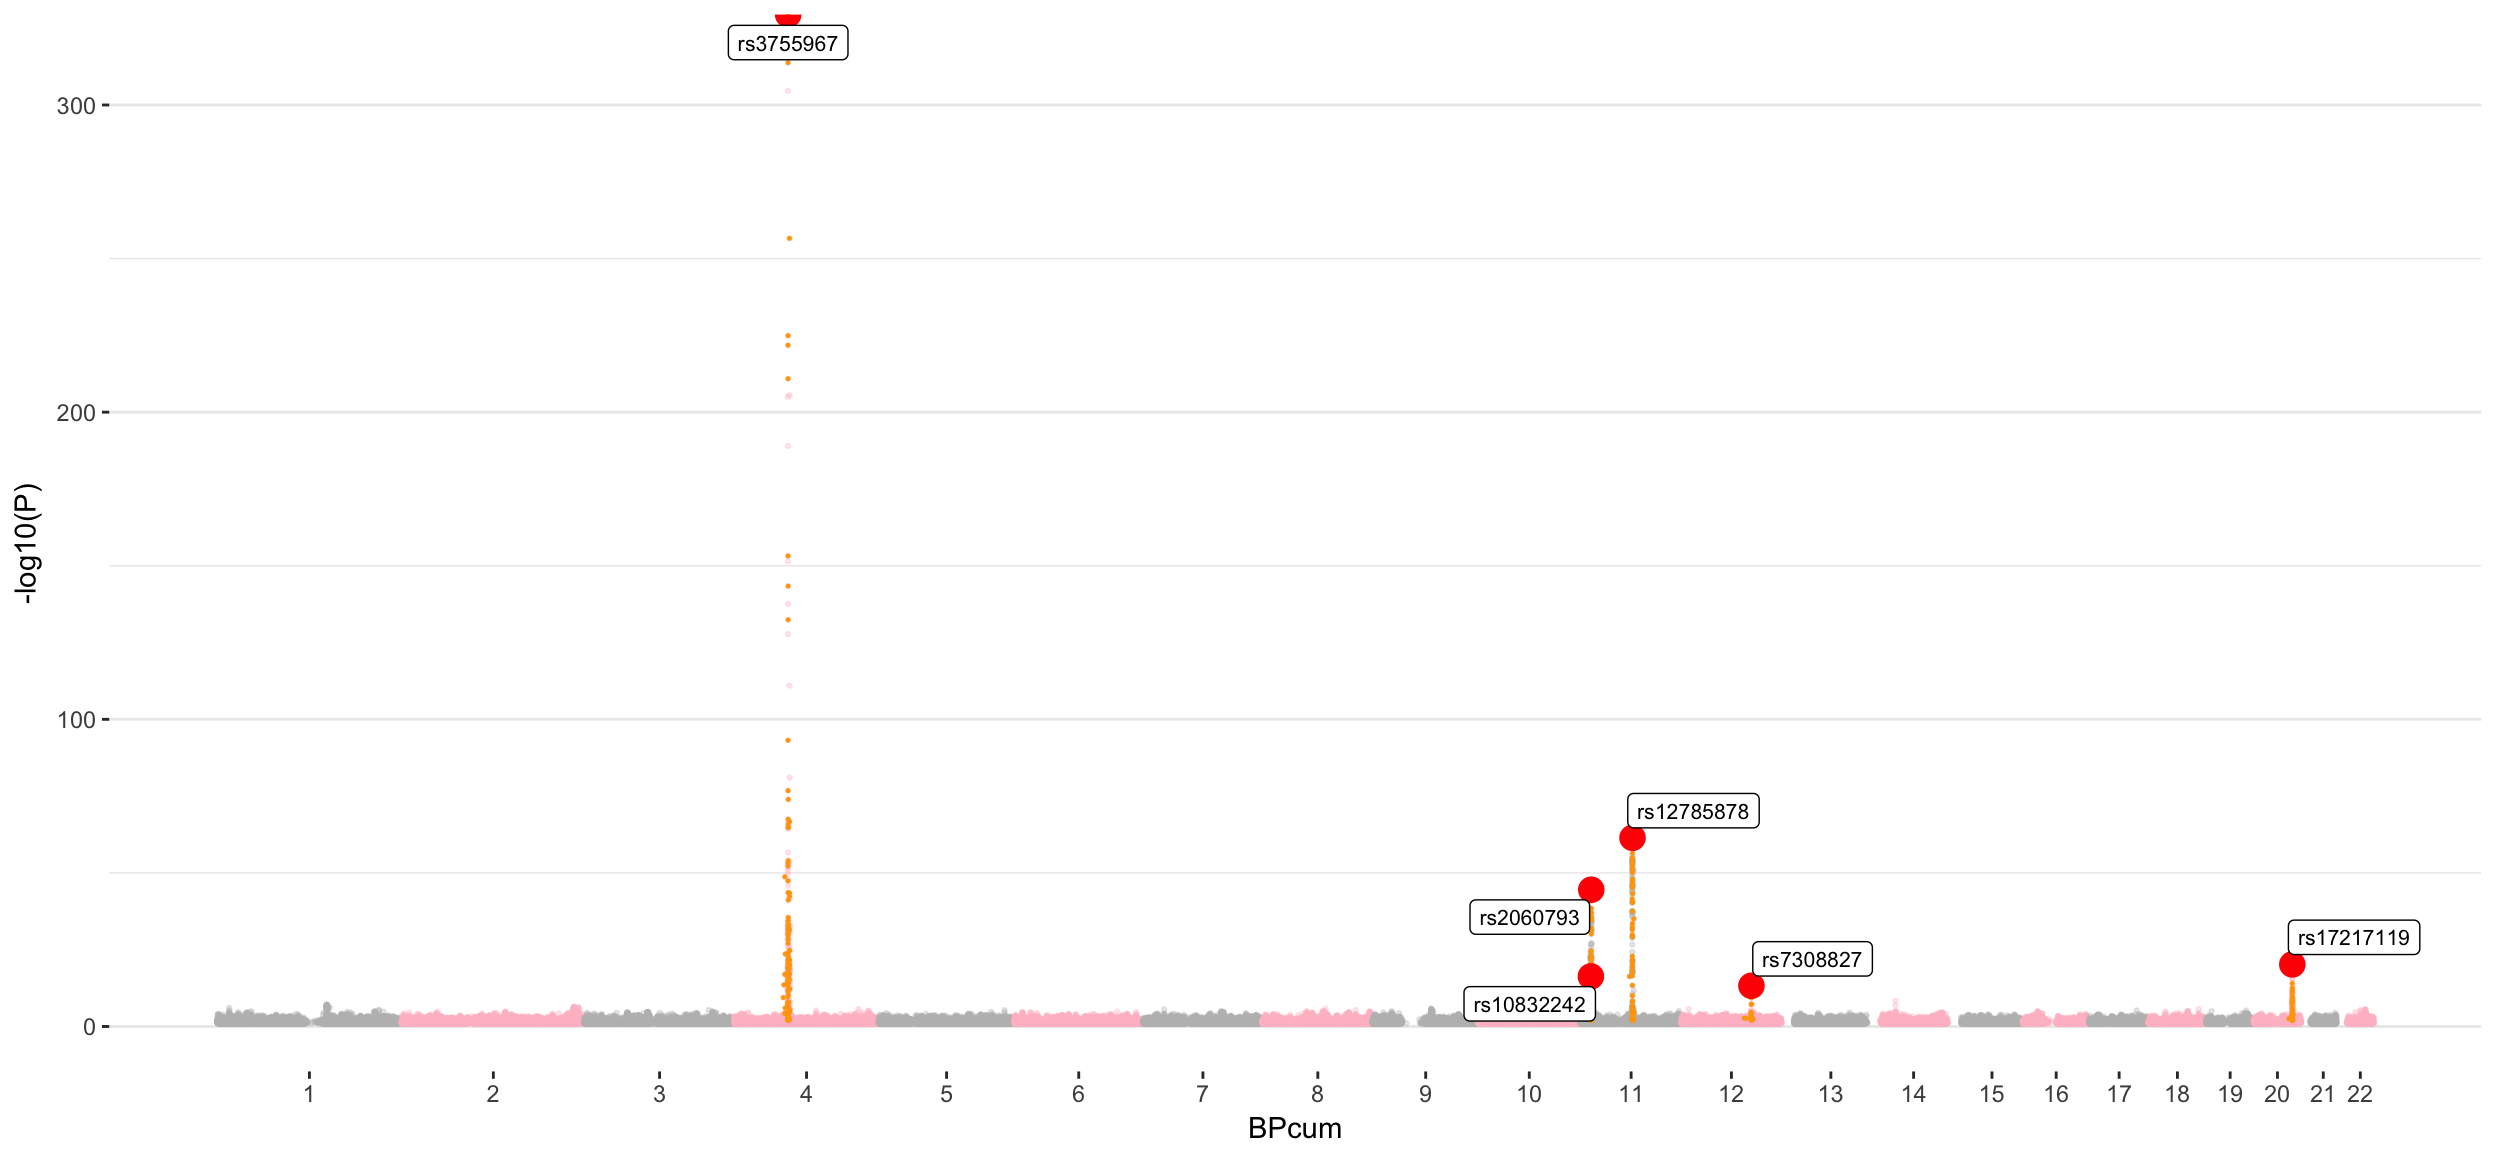 rs3755967
300
200
-log10(P)
100
rs12785878
rs2060793
rs17217119
rs7308827
rs10832242
0
1 2 3 4 5 6 7 8 9 10 11 12 13 14 15 16 17 18 19 20 21 22
BPcum